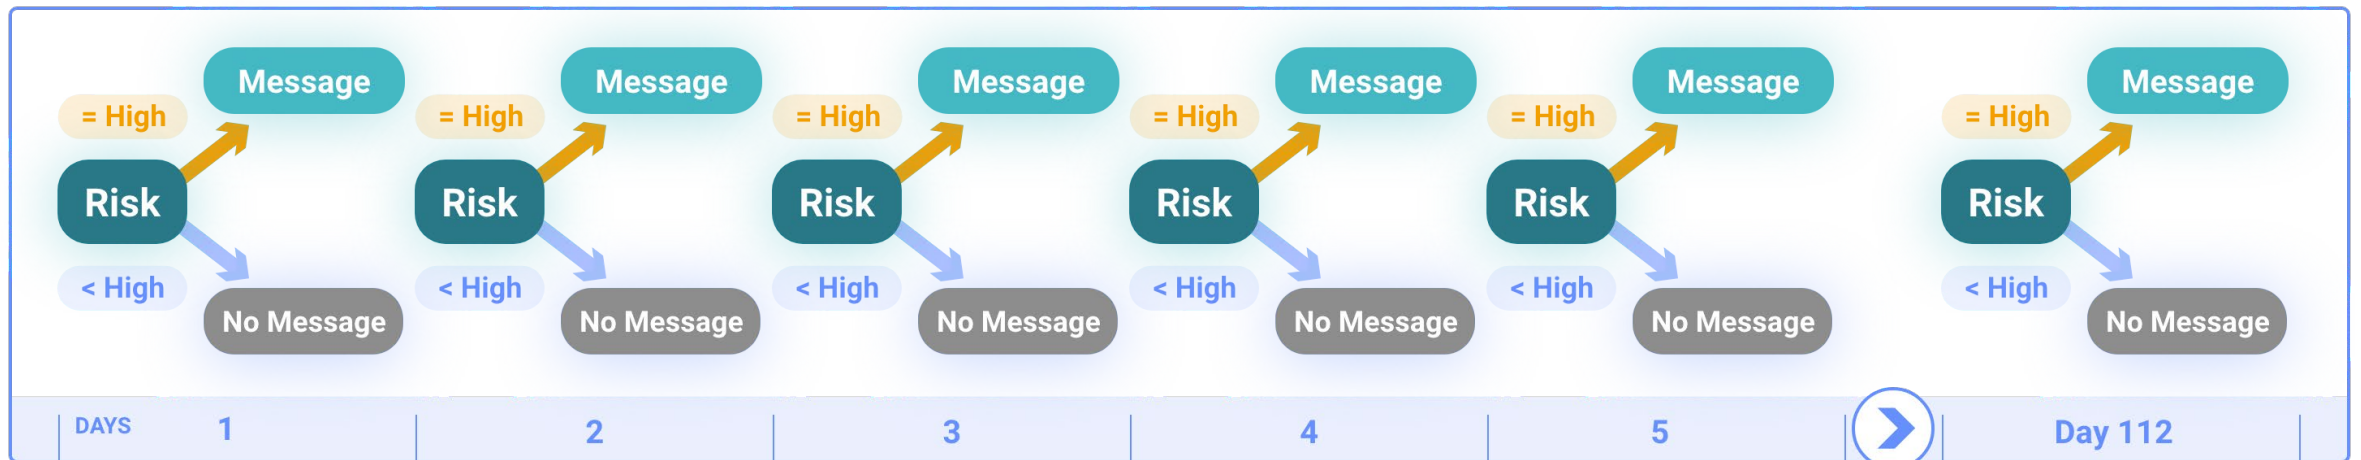 Message
= High
Risk
< High
No Message
Message
= High
Risk
< High
No Message
Message
= High
Risk
< High
No Message
Message
= High
Risk
< High
No Message
Message
= High
Risk
< High
No Message
Message
= High
Risk
< High
No Message
DAYS 1 2 3 4 5 Day 112